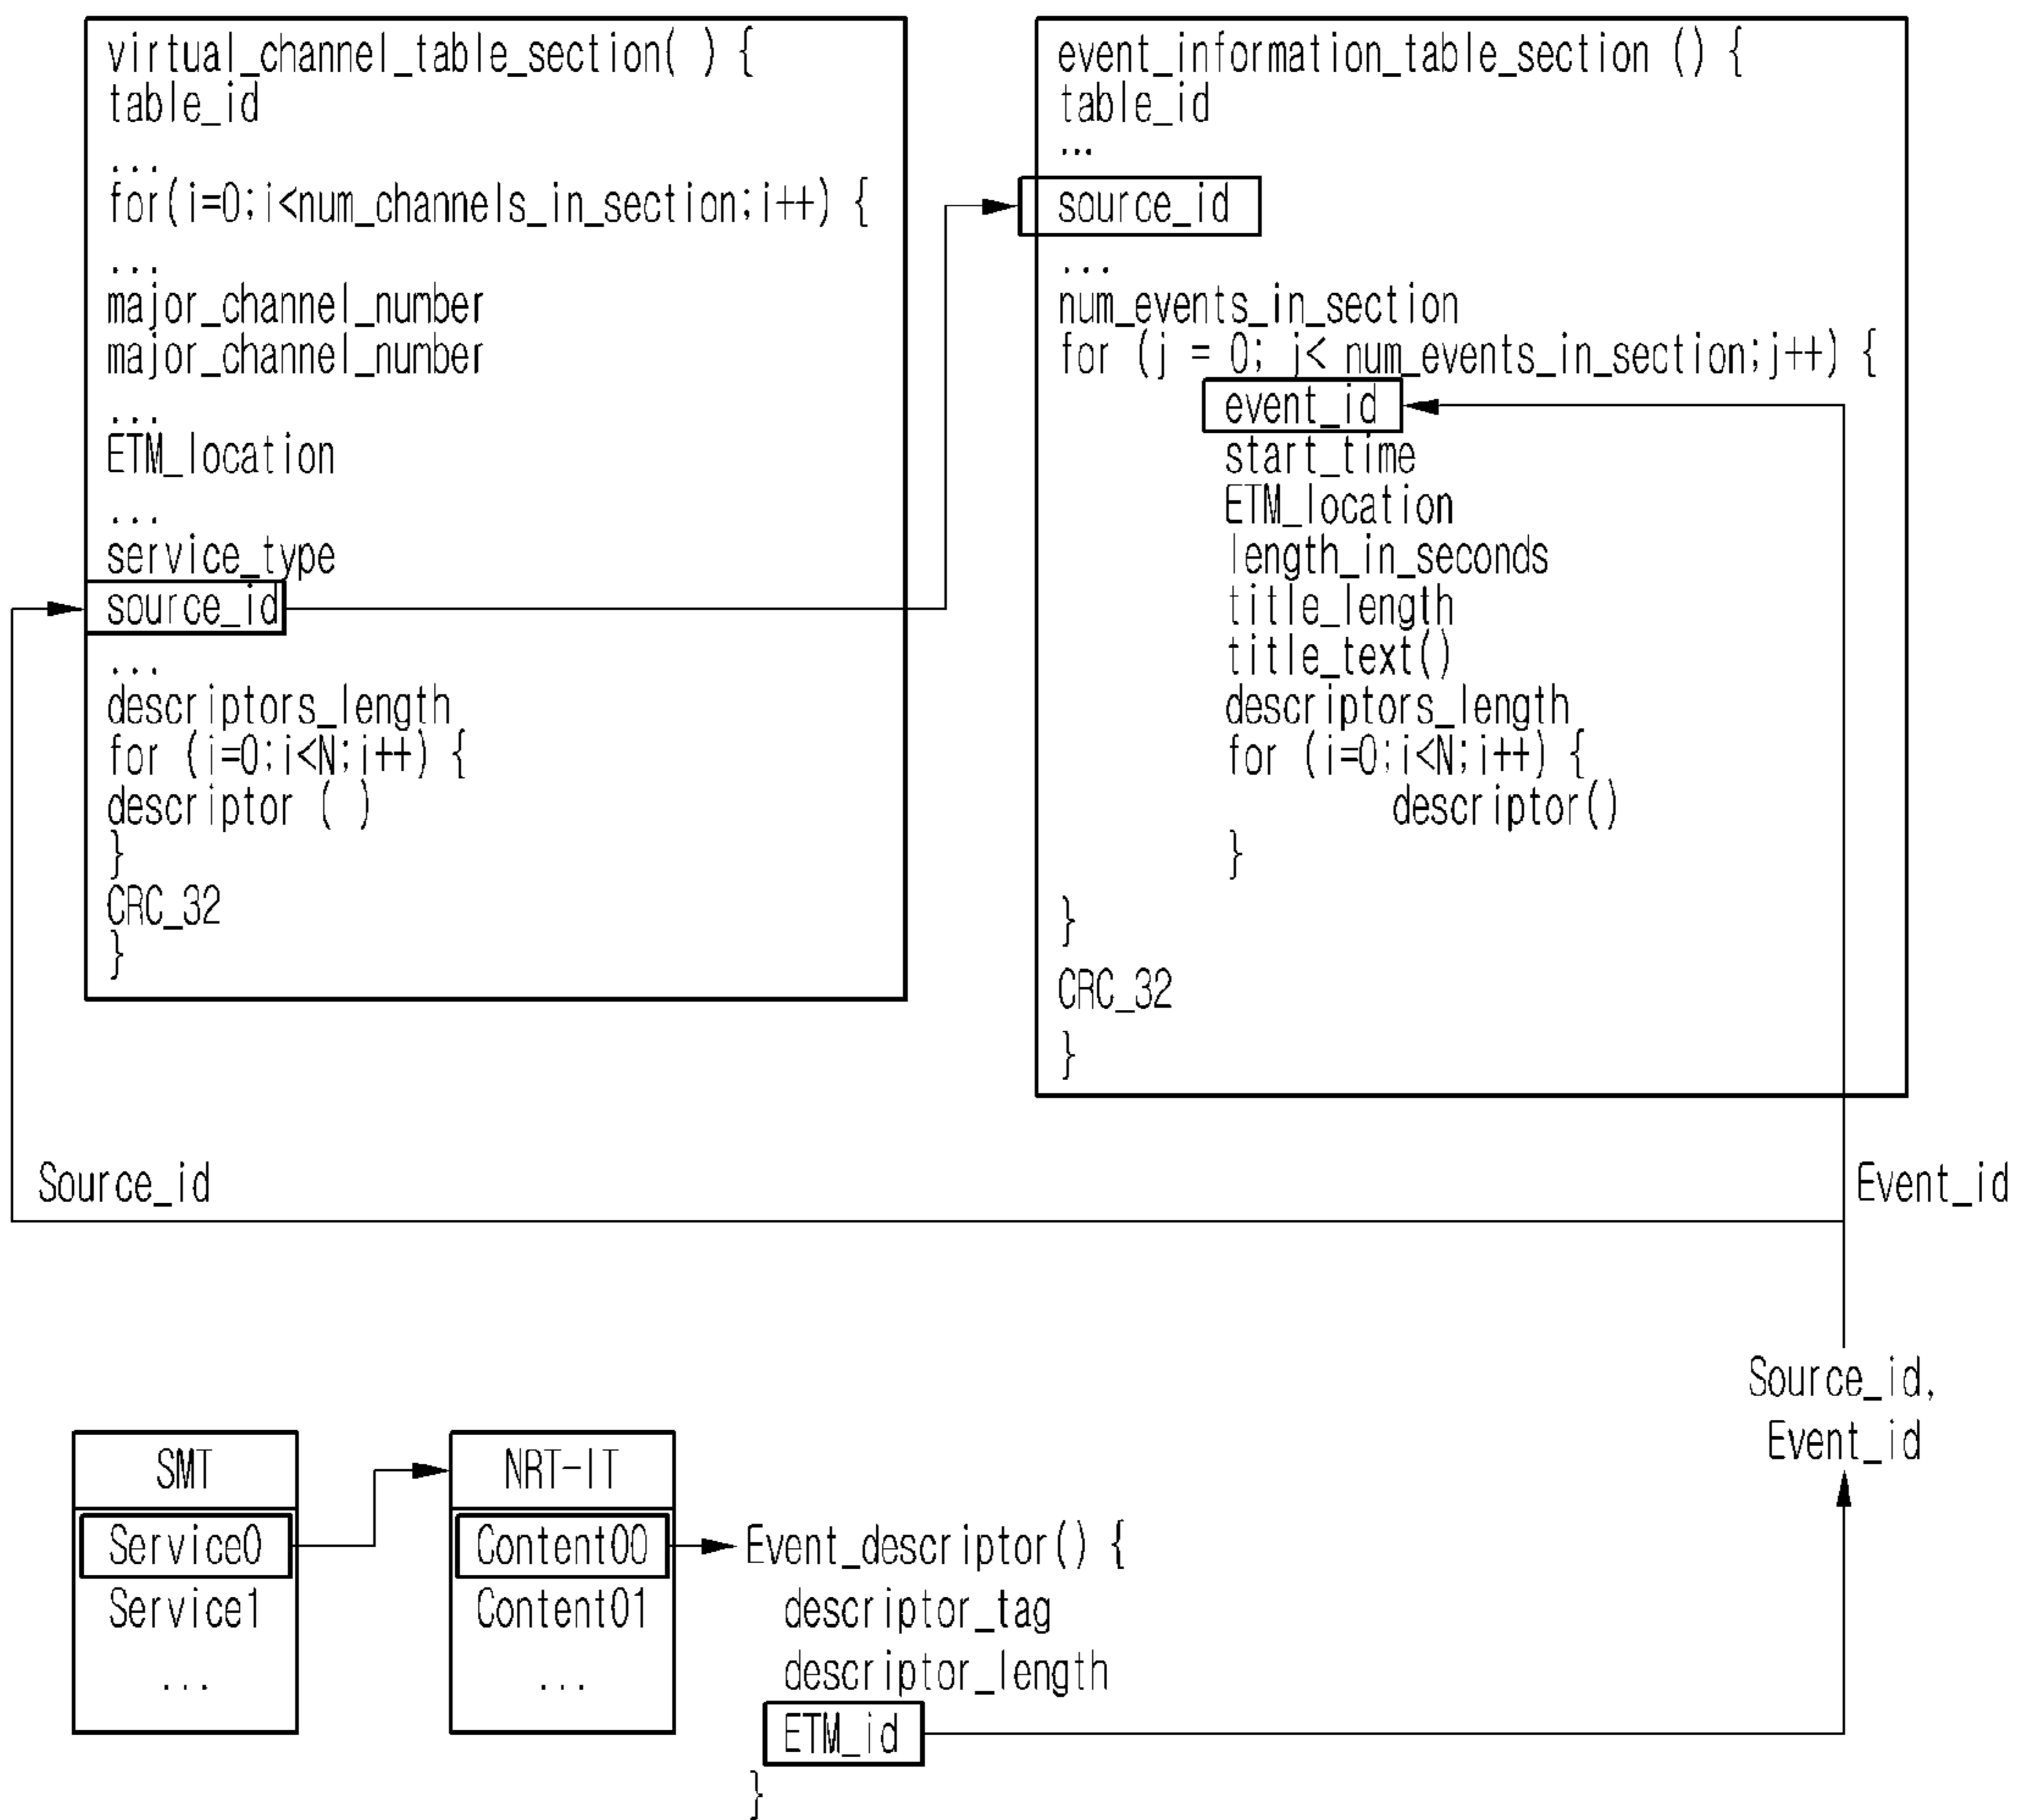 virtual_channel_table_section( ) {
table_id
...
for(i=0;i<num_channels_in_section;i++) {
...
major_channel_number
major_channel_number
...
ETM_location
...
service_type
source_id
...
descriptors_length
for (i=0;i<N;i++) {
descriptor ( )
}
CRC_32
}
event_information_table_section () {
table_id
...
source_id
...
num_events_in_section
for (j = 0; j< num_events_in_section;j++) {
event_id
start_time
ETM_location
length_in_seconds
title_length
title_text()
descriptors_length
for (i=0;i<N;i++) {
descriptor()
}
}
CRC_32
}
Source_id
Event_id
Source_id,
Event_id
SMT
Service0
Service1
...
NRT-IT
Content00
Content01
...
Event_descriptor() {
descriptor_tag
descriptor_length
ETM_id
}